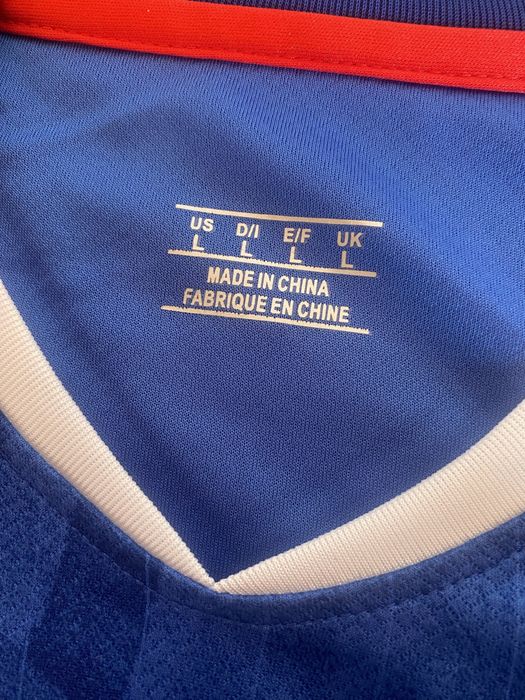 US D/I E/F UK
L L L L
MADE IN CHINA
FABRIQUE EN CHINE